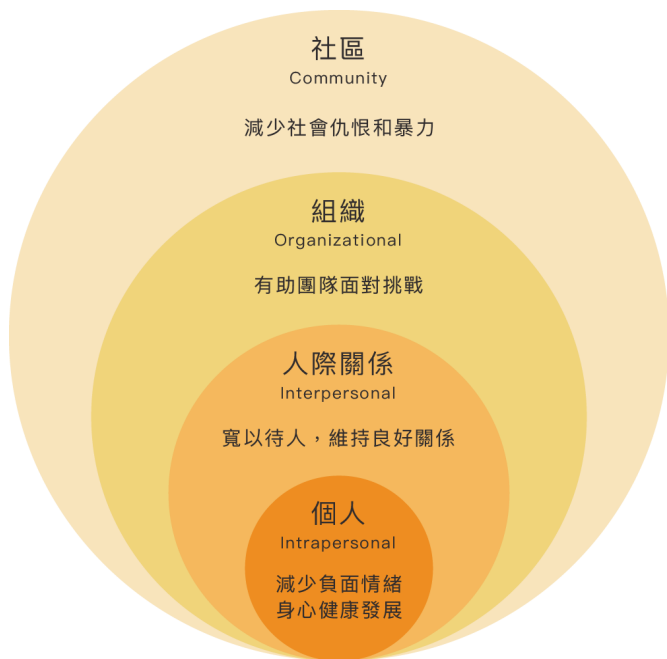 社區
Community
減少社會仇恨和暴力
組織
Organizational
有助團隊面對挑戰
人際關係
Interpersonal
寬以待人，維持良好關係
個人
Intrapersonal
減少負面情緒
身心健康發展